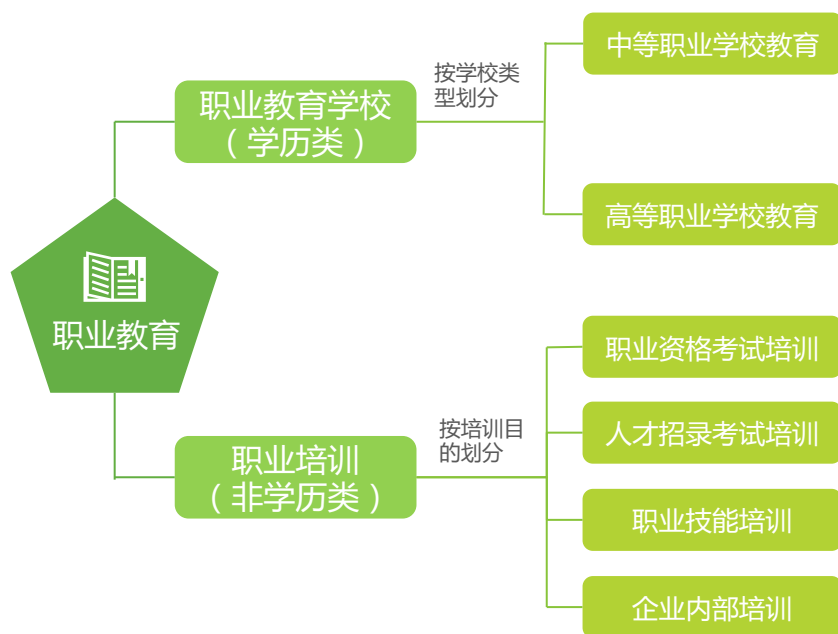 职业教育
职业教育学校
（学历类）
按学校类
型划分
中等职业学校教育
高等职业学校教育
职业培训
（非学历类）
按培训目
的划分
职业资格考试培训
人才招录考试培训
职业技能培训
企业内部培训